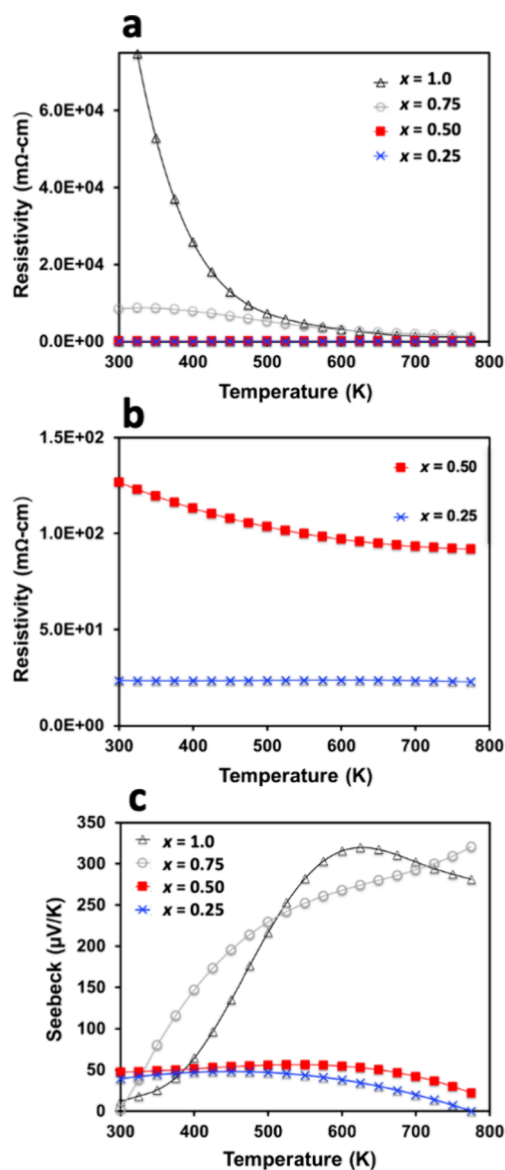 a
Resistivity (mΩ-cm)
6.0E+04
4.0E+04
2.0E+04
0.0E+00
x = 1.0
x = 0.75
x = 0.50
x = 0.25
300 400 500 600 700 800
Temperature (K)
b
Resistivity (mΩ-cm)
1.5E+02
1.0E+02
5.0E+01
0.0E+00
x = 0.50
x = 0.25
300 400 500 600 700 800
Temperature (K)
c
Seebeck (µV/K)
350
300
250
200
150
100
50
0
x = 1.0
x = 0.75
x = 0.50
x = 0.25
300 400 500 600 700 800
Temperature (K)